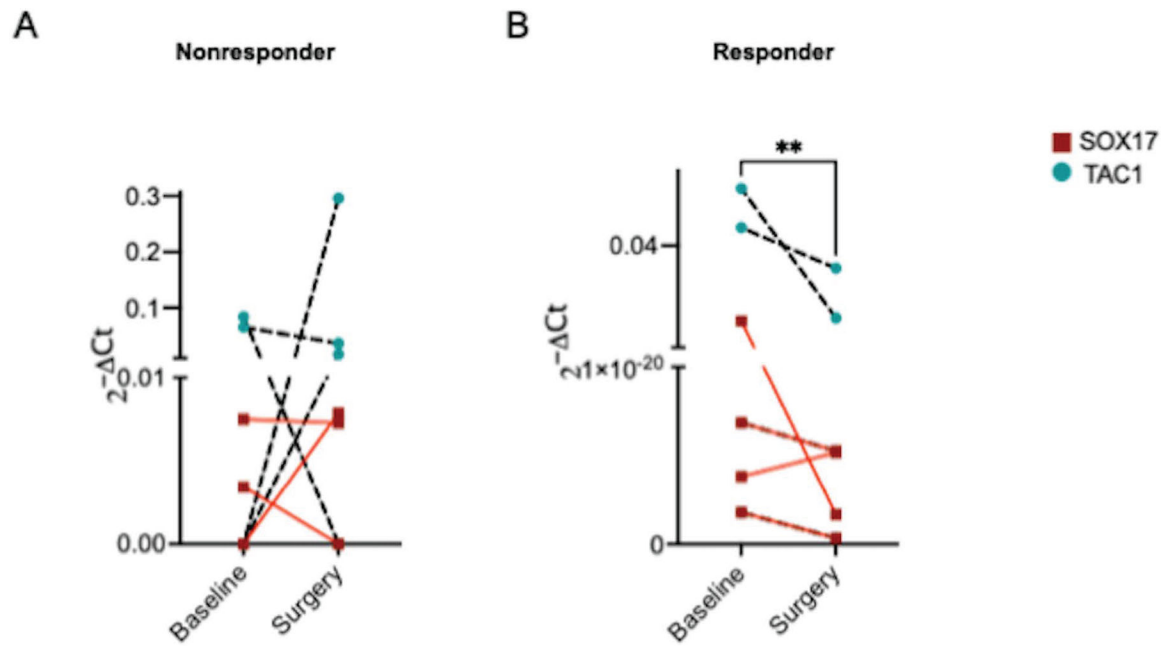 A
Nonresponder
0.3
0.2
0.1
0.01
0.00
2^−ΔCt
Baseline
Surgery
B
Responder
**
0.04
1×10⁻²⁰
0
2^−ΔCt
Baseline
Surgery
SOX17
TAC1